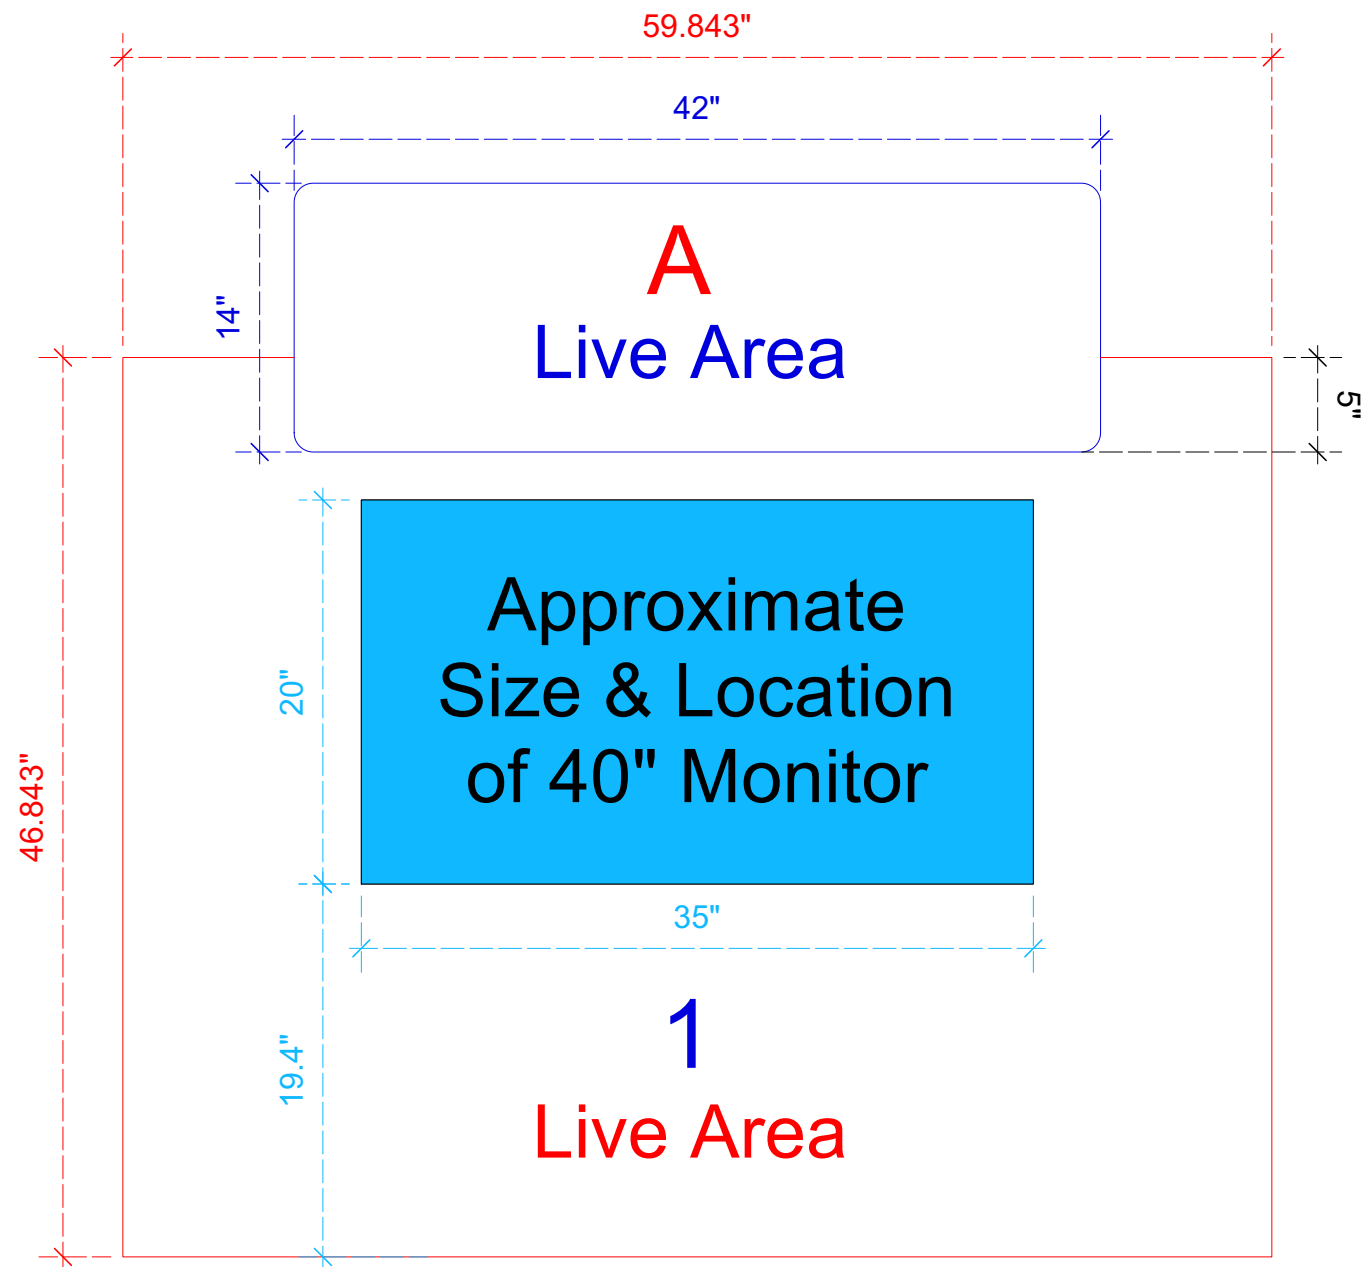 59.843"
42"
A
Live Area
14"
5"
Approximate
Size & Location
of 40" Monitor
20"
46.843"
35"
1
Live Area
19.4"